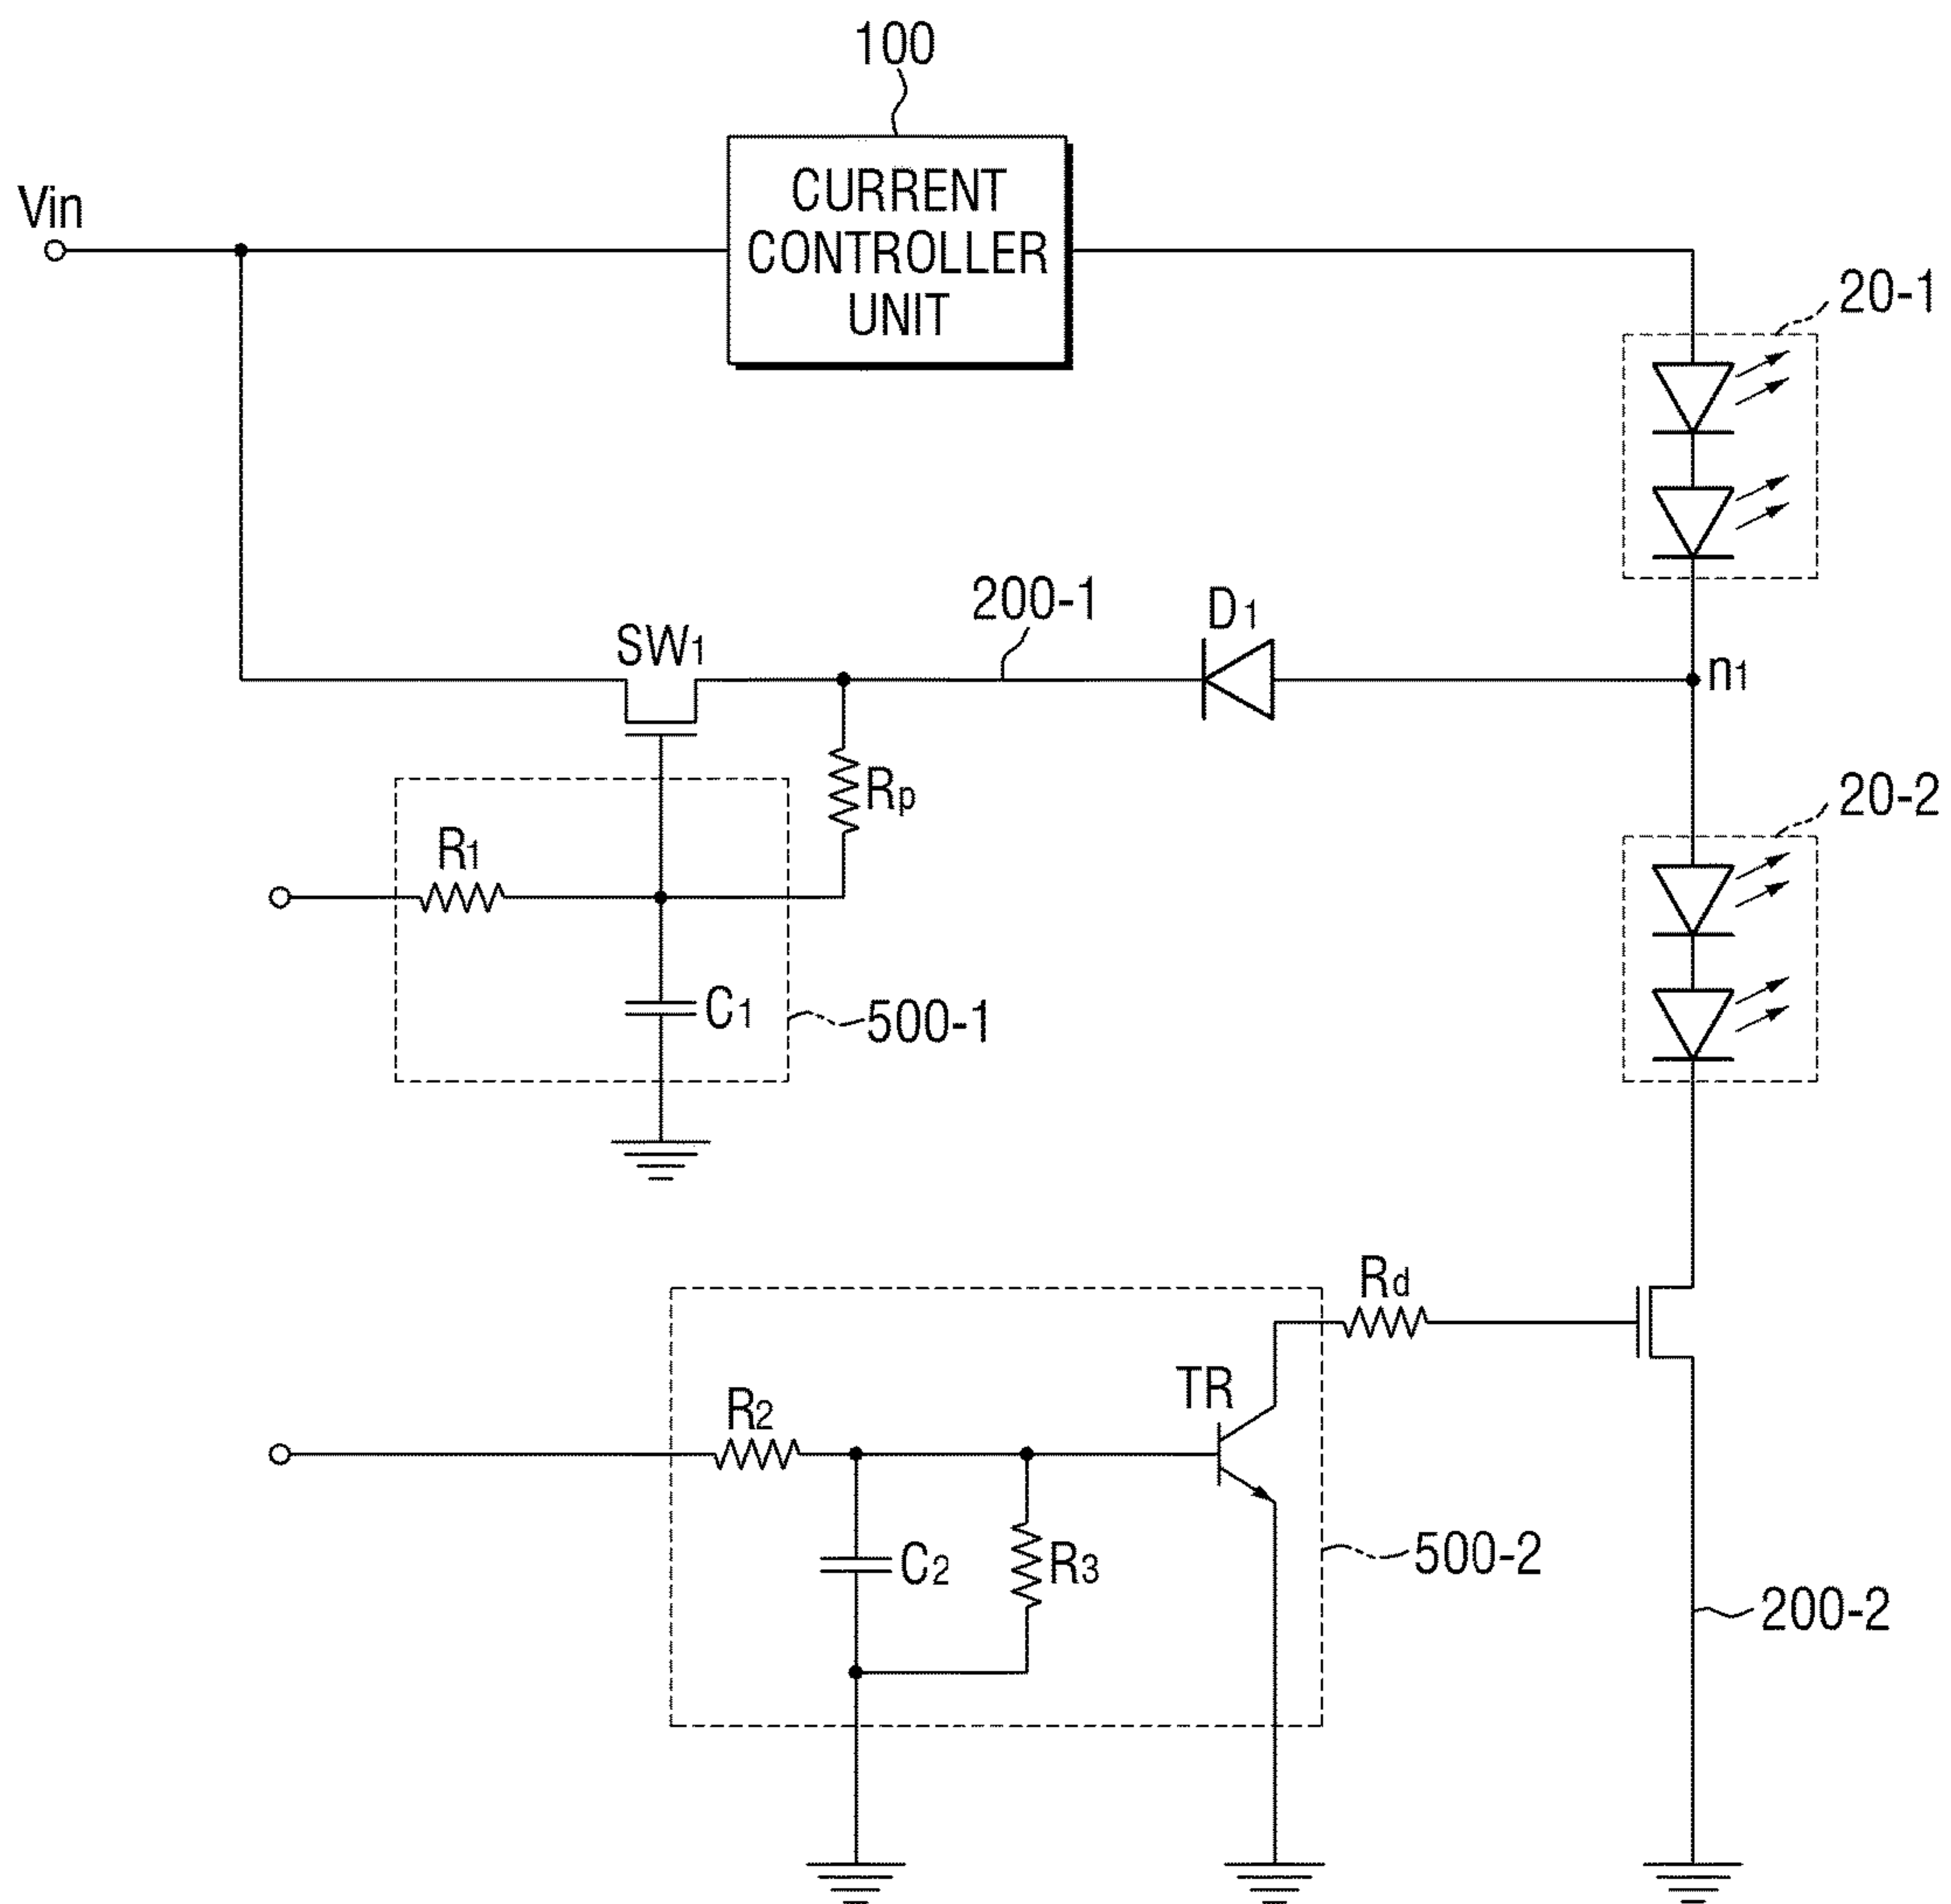 100
Vin
CURRENT
CONTROLLER
UNIT
20-1
200-1
D1
SW1
n1
Rp
20-2
R1
C1
500-1
Rd
TR
R2
C2
R3
500-2
200-2